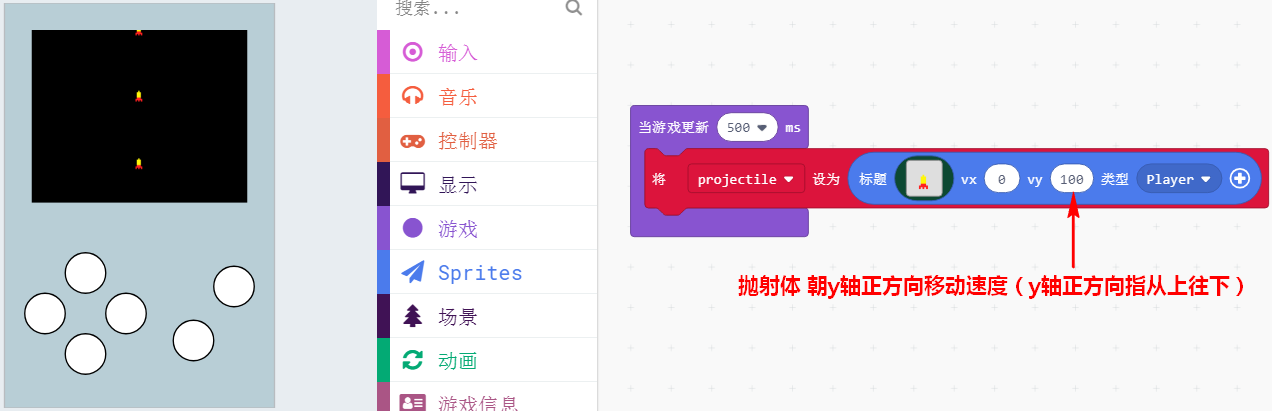 搜索...
输入
音乐
控制器
显示
游戏
Sprites
场景
动画
游戏信息
当游戏更新 500 ms
将 projectile 设为 标题 vx 0 vy 100 类型 Player
抛射体 朝y轴正方向移动速度（y轴正方向指从上往下）